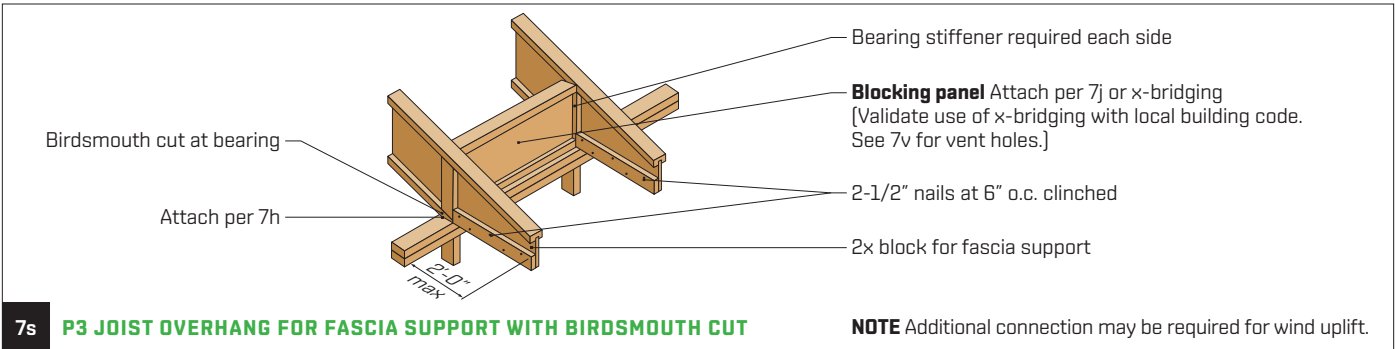 Bearing stiffener required each side
Blocking panel Attach per 7j or x-bridging
(Validate use of x-bridging with local building code.
See 7v for vent holes.)
Birdsmouth cut at bearing
2-1/2” nails at 6” o.c. clinched
Attach per 7h
2x block for fascia support
2’-0”
max
7s P3 JOIST OVERHANG FOR FASCIA SUPPORT WITH BIRDSMOUTH CUT
NOTE Additional connection may be required for wind uplift.